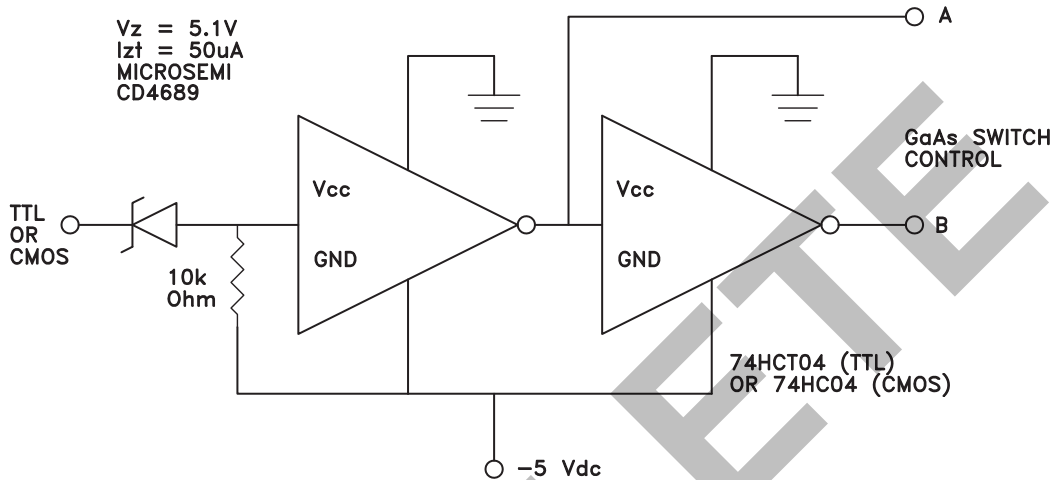 Vz = 5.1V
Izt = 50uA
MICROSEMI
CD4689
A
GaAs SWITCH
CONTROL
Vcc
Vcc
TTL
OR
CMOS
B
GND
GND
10k
Ohm
74HCT04 (TTL)
OR 74HC04 (CMOS)
-5 Vdc
ETE